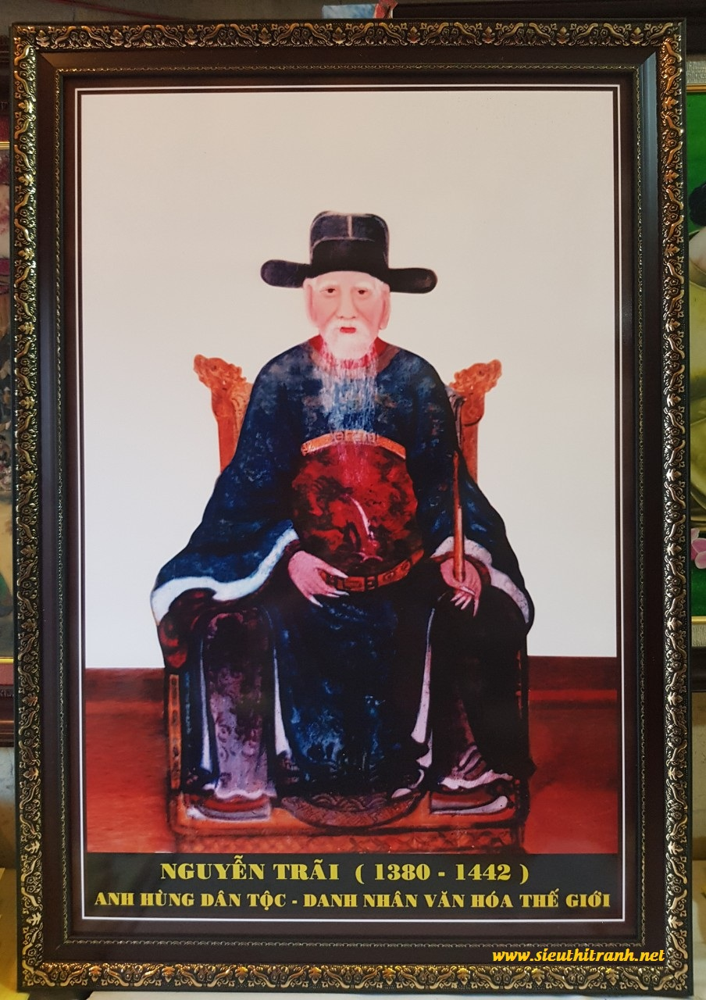 NGUYỄN TRÃI ( 1380 - 1442 )
ANH HÙNG DÂN TỘC - DANH NHÂN VĂN HÓA THẾ GIỚI
www.sieuthitranh.net